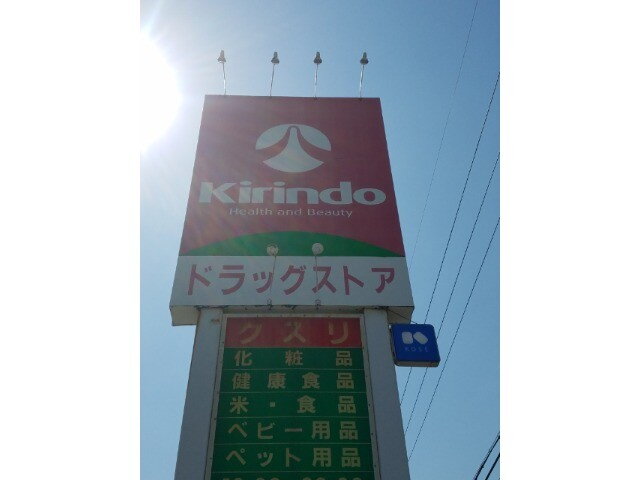 Kirindo
Health and Beauty
ドラッグストア
クスリ
化粧品
健康食品
米・食品
ベビー用品
ペット用品
KOSÉ